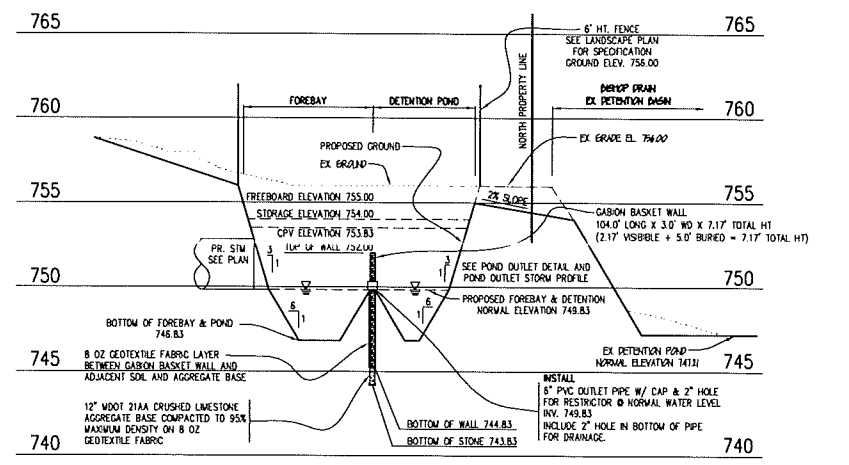 765
765
6' HT. FENCE
SEE LANDSCAPE PLAN
FOR SPECIFICATION
GROUND ELEV. 756.00
NORTH PROPERTY LINE
BISHOP DRAIN
EX. DETENTION BASIN
FOREBAY
DETENTION POND
760
760
PROPOSED GROUND
EX. GROUND
EX GRADE EL. 756.00
755
755
2% SLOPE
FREEBOARD ELEVATION 755.00
STORAGE ELEVATION 754.00
CPV ELEVATION 753.83
TOP OF WALL 752.00
GABION BASKET WALL
104.0' LONG X 3.0' WD X 7.17' TOTAL HT
(2.17' VISIBLE + 5.0' BURIED = 7.17' TOTAL HT)
PR. STM
SEE PLAN
3
1
3
1
SEE POND OUTLET DETAIL AND
POND OUTLET STORM PROFILE
750
750
PROPOSED FOREBAY & DETENTION
NORMAL ELEVATION 749.83
6
1
6
1
BOTTOM OF FOREBAY & POND
746.83
EX DETENTION POND
NORMAL ELEVATION 747.11
745
745
8 OZ GEOTEXTILE FABRIC LAYER
BETWEEN GABION BASKET WALL AND
ADJACENT SOIL AND AGGREGATE BASE
INSTALL
6" PVC OUTLET PIPE W/ CAP & 2" HOLE
FOR RESTRICTOR @ NORMAL WATER LEVEL
INV. 749.83
INCLUDE 2" HOLE IN BOTTOM OF PIPE
FOR DRAINAGE.
12" MDOT 21AA CRUSHED LIMESTONE
AGGREGATE BASE COMPACTED TO 95%
MAXIMUM DENSITY ON 8 OZ
GEOTEXTILE FABRIC
BOTTOM OF WALL 744.83
BOTTOM OF STONE 743.83
740
740